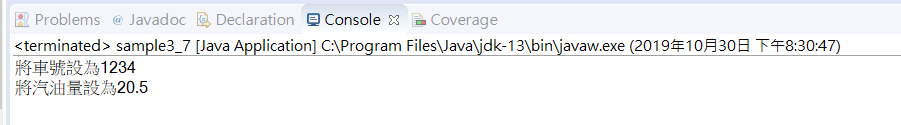 Problems @ Javadoc Declaration Console Coverage
<terminated> sample3_7 [Java Application] C:\Program Files\Java\jdk-13\bin\javaw.exe (2019年10月30日 下午8:30:47)
將車號設為1234
將汽油量設為20.5